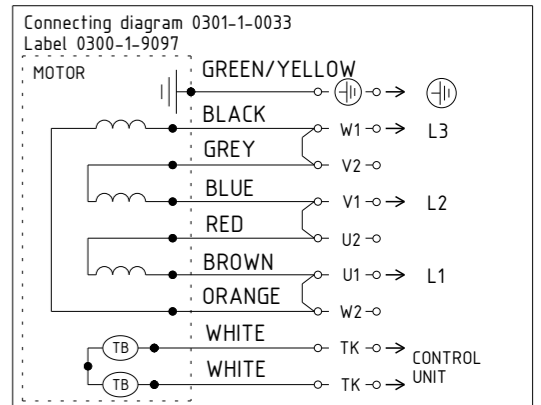 Connecting diagram 0301-1-0033
Label 0300-1-9097
MOTOR
GREEN/YELLOW
BLACK W1 L3
GREY V2
BLUE V1 L2
RED U2
BROWN U1 L1
ORANGE W2
TB WHITE TK
CONTROL
UNIT
TB WHITE TK